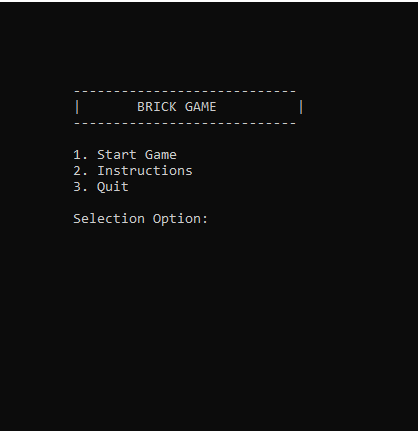 ----------------------------
|       BRICK GAME          |
----------------------------
1. Start Game
2. Instructions
3. Quit
Selection Option: